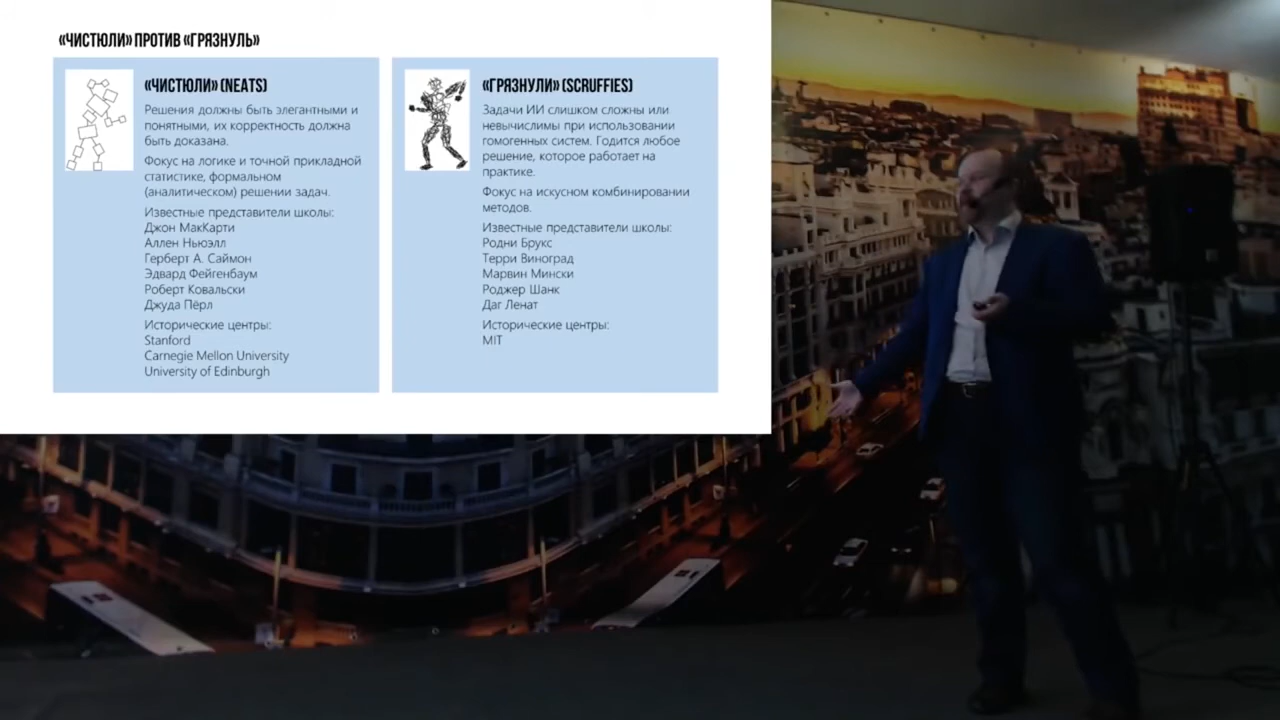 «ЧИСТЮЛИ» ПРОТИВ «ГРЯЗНУЛЬ»
«ЧИСТЮЛИ» (NEATS)
Решения должны быть элегантными и
понятными, их корректность должна
быть доказана.
Фокус на логике и точной прикладной
статистике, формальном
(аналитическом) решении задач.
Известные представители школы:
Джон МакКарти
Аллен Ньюэлл
Герберт А. Саймон
Эдвард Фейгенбаум
Роберт Ковальски
Джуда Пёрл
Исторические центры:
Stanford
Carnegie Mellon University
University of Edinburgh
«ГРЯЗНУЛИ» (SCRUFFIES)
Задачи ИИ слишком сложны или
невычислимы при использовании
гомогенных систем. Годится любое
решение, которое работает на
практике.
Фокус на искусном комбинировании
методов.
Известные представители школы:
Родни Брукс
Терри Виноград
Марвин Мински
Роджер Шанк
Даг Ленат
Исторические центры:
MIT